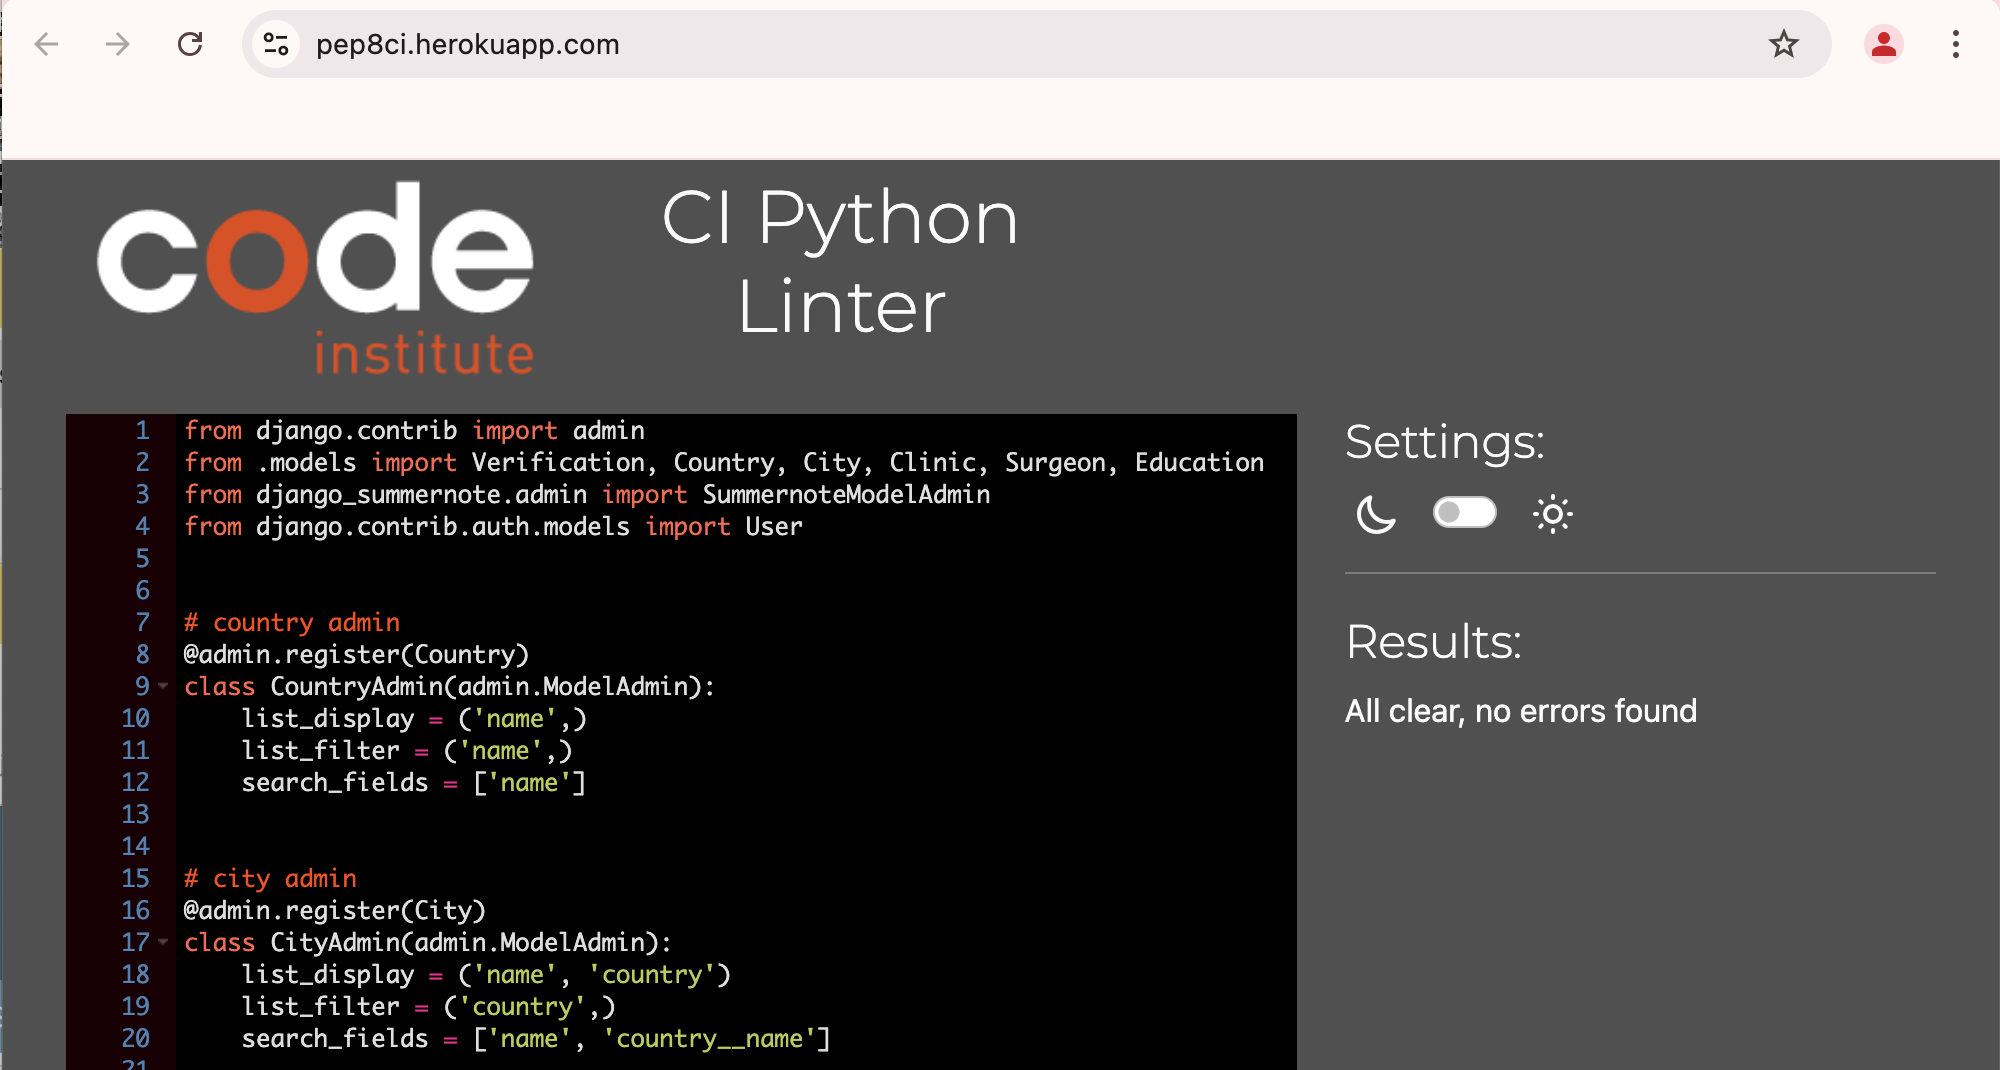 pep8ci.herokuapp.com
code
institute
CI Python
Linter
1 from django.contrib import admin
2 from .models import Verification, Country, City, Clinic, Surgeon, Education
3 from django_summernote.admin import SummernoteModelAdmin
4 from django.contrib.auth.models import User
5
6
7 # country admin
8 @admin.register(Country)
9 class CountryAdmin(admin.ModelAdmin):
10     list_display = ('name',)
11     list_filter = ('name',)
12     search_fields = ['name']
13
14
15 # city admin
16 @admin.register(City)
17 class CityAdmin(admin.ModelAdmin):
18     list_display = ('name', 'country')
19     list_filter = ('country',)
20     search_fields = ['name', 'country__name']
21
Settings:
Results:
All clear, no errors found